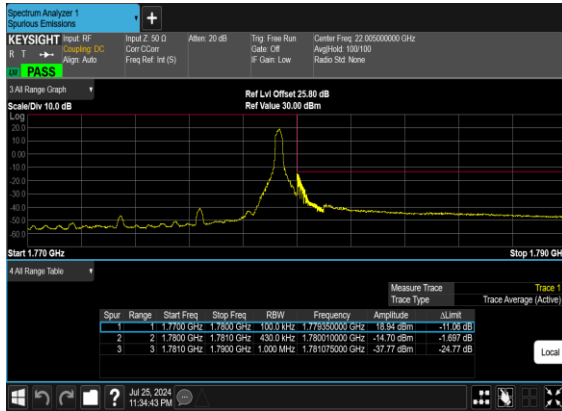 Spectrum Analyzer 1
Spurious Emissions
KEYSIGHT Input: RF Input Z: 50 Ω Atten: 20 dB Trig: Free Run Center Freq: 22.005000000 GHz
R T Coupling: DC Corr CCorr Gate: Off Avg|Hold: 100/100
Align: Auto Freq Ref: Int (S) IF Gain: Low Radio Std: None
PASS
3 All Range Graph
Ref Lvl Offset 25.80 dB
Scale/Div 10.0 dB Ref Value 30.00 dBm
Log
20.0
10.0
0.00
-10.0
-20.0
-30.0
-40.0
-50.0
-60.0
Start 1.770 GHz Stop 1.790 GH
4 All Range Table
Measure Trace Trace 1
Trace Type Trace Average (Active)
Spur Range Start Freq Stop Freq RBW Frequency Amplitude ΔLimit
1 1 1.7700 GHz 1.7800 GHz 100.0 kHz 1.779350000 GHz 18.94 dBm -11.06 dB
2 2 1.7800 GHz 1.7810 GHz 430.0 kHz 1.780010000 GHz -14.70 dBm -1.697 dB
3 3 1.7810 GHz 1.7900 GHz 1.000 MHz 1.781075000 GHz -37.77 dBm -24.77 dB
Local
? Jul 25, 2024
11:34:43 PM